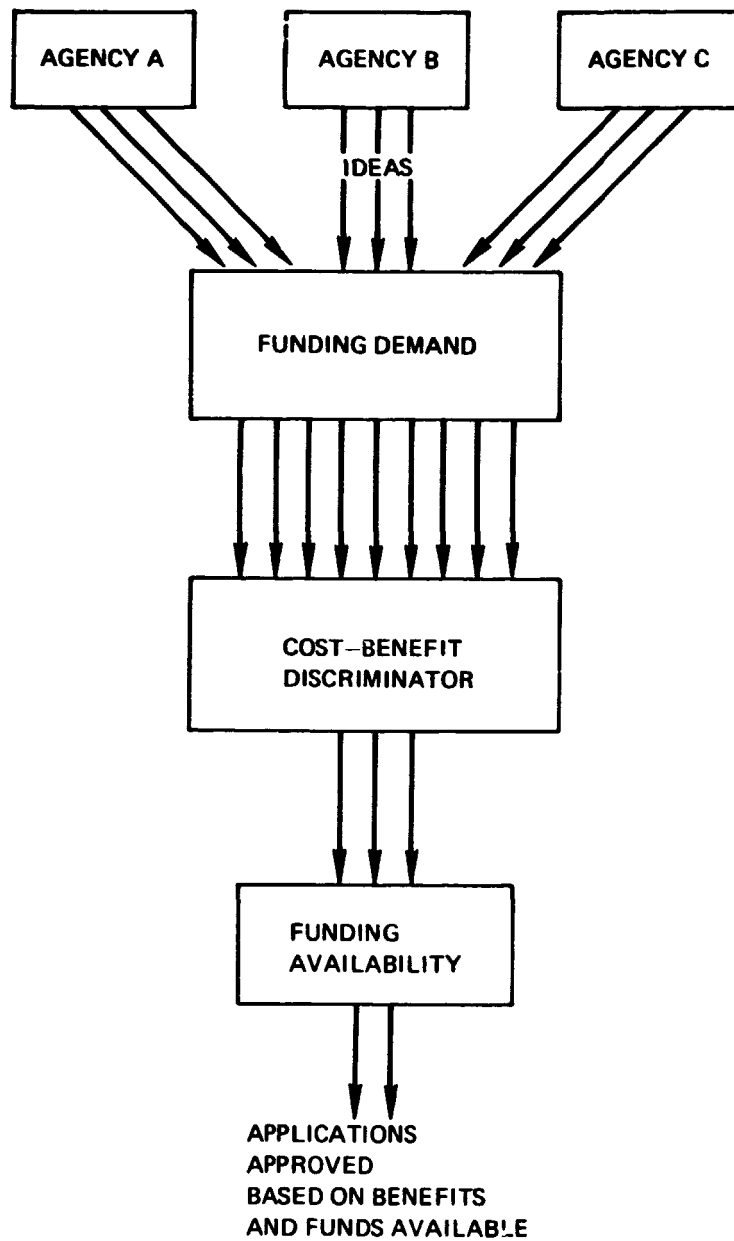 AGENCY A
AGENCY B
AGENCY C
IDEAS
FUNDING DEMAND
COST–BENEFIT
DISCRIMINATOR
FUNDING
AVAILABILITY
APPLICATIONS
APPROVED
BASED ON BENEFITS
AND FUNDS AVAILABLE